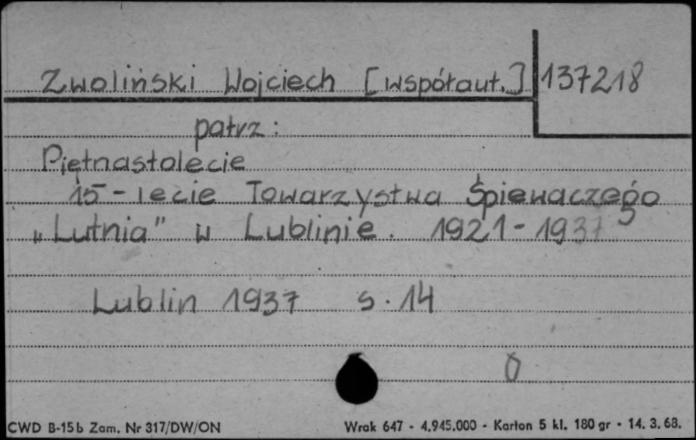 Zwoliński Wojciech [współaut.] 137218
patrz:
Piętnastolecie
15-lecie Towarzystwa Śpiewaczego
„Lutnia" w Lublinie. 1921-1937
Lublin 1937 s. 14
0
CWD B-15b Zam. Nr 317/DW/ON Wrak 647 - 4.945.000 - Karton 5 kl. 180 gr - 14. 3. 68.